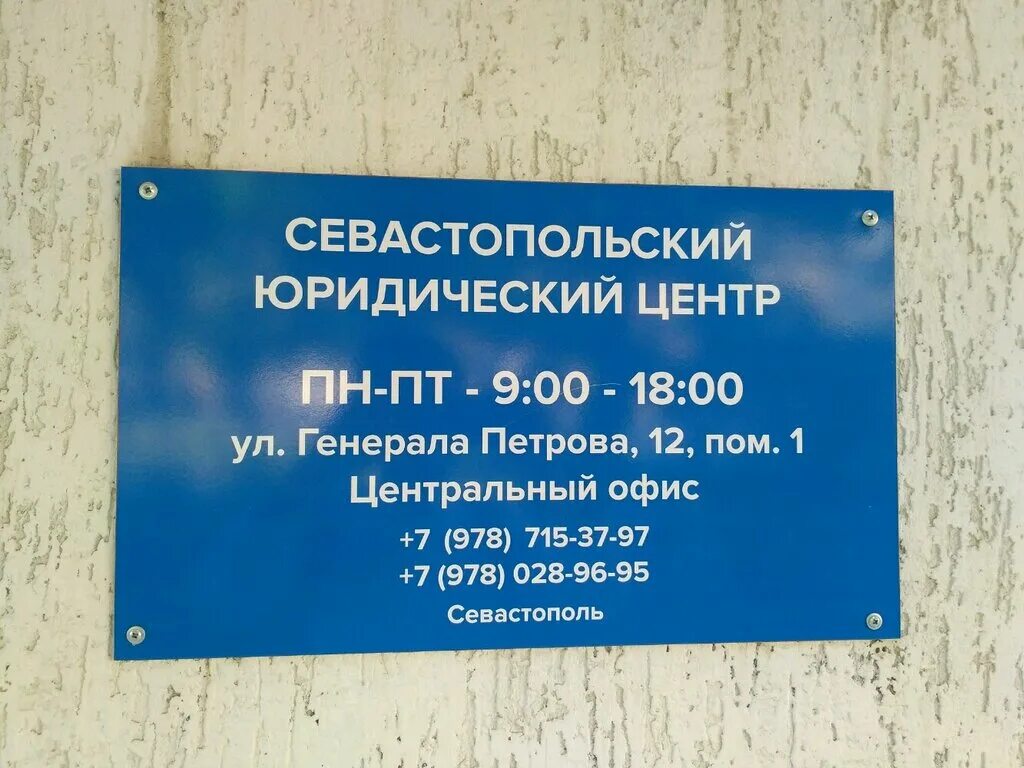 СЕВАСТОПОЛЬСКИЙ
ЮРИДИЧЕСКИЙ ЦЕНТР
ПН-ПТ - 9:00 - 18:00
ул. Генерала Петрова, 12, пом. 1
Центральный офис
+7 (978) 715-37-97
+7 (978) 028-96-95
Севастополь